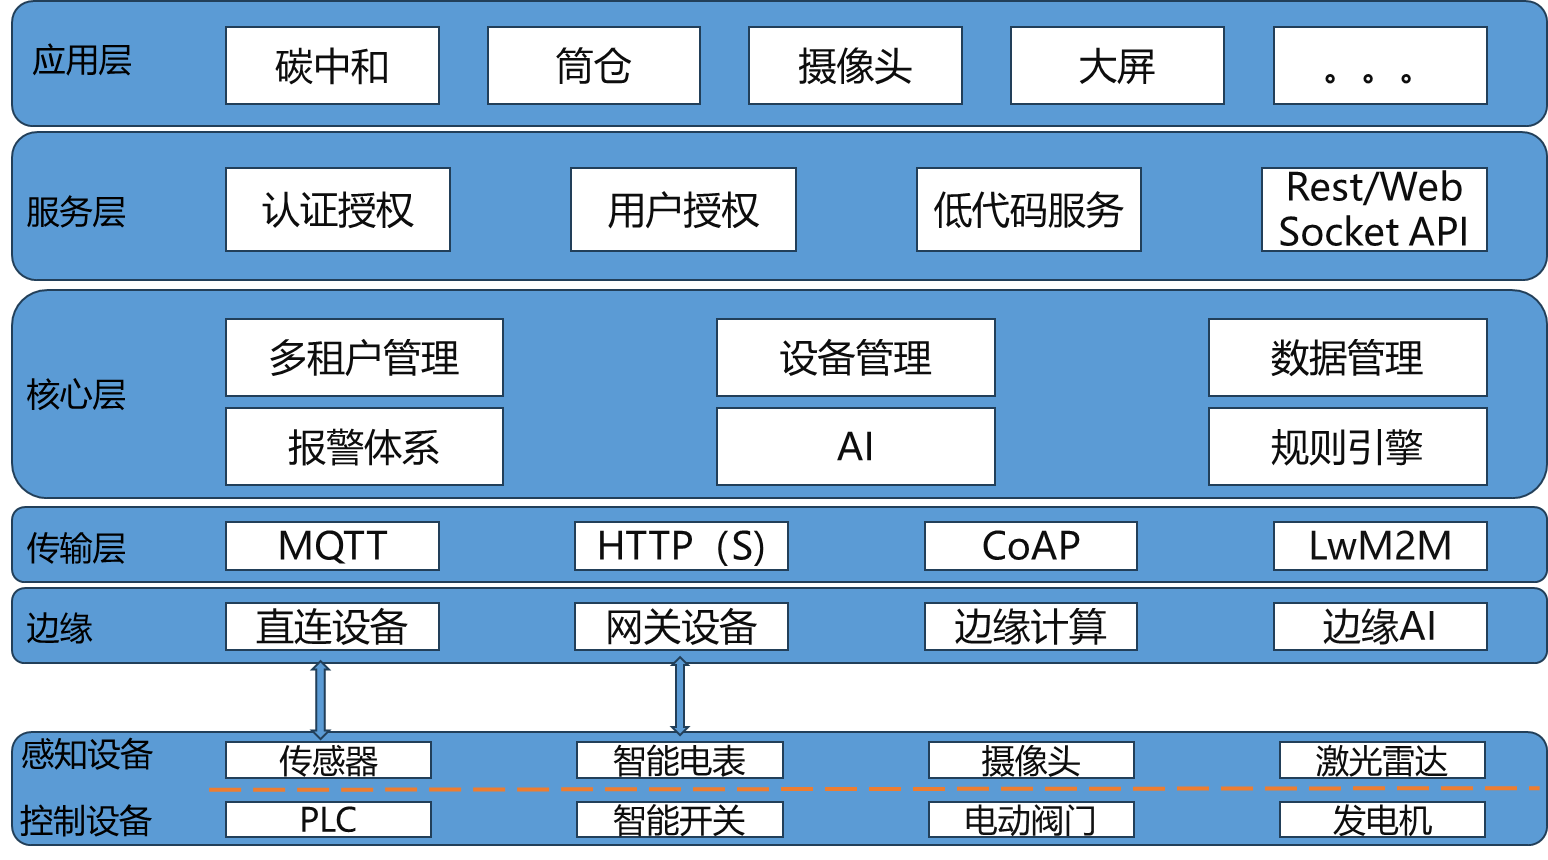 应用层
碳中和
筒仓
摄像头
大屏
。。。
服务层
认证授权
用户授权
低代码服务
Rest/Web
Socket API
核心层
多租户管理
设备管理
数据管理
报警体系
AI
规则引擎
传输层
MQTT
HTTP（S)
CoAP
LwM2M
边缘
直连设备
网关设备
边缘计算
边缘AI
感知设备
传感器
智能电表
摄像头
激光雷达
控制设备
PLC
智能开关
电动阀门
发电机